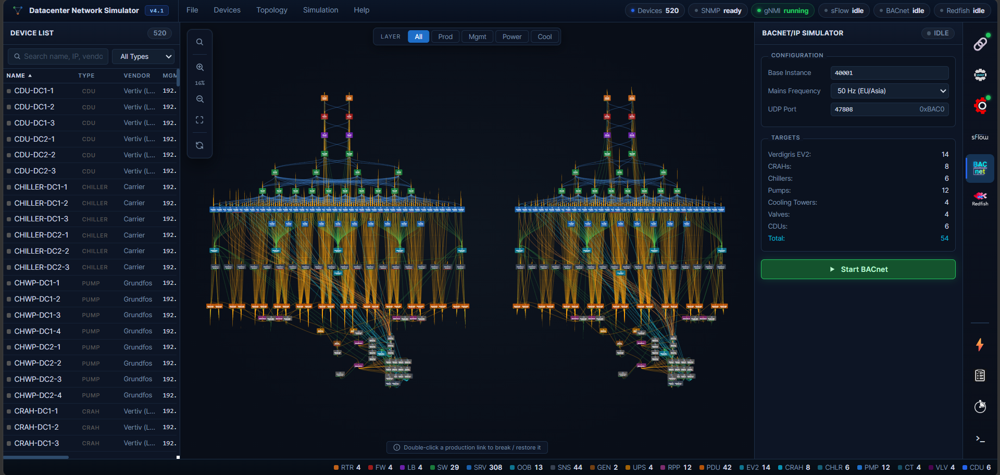 Datacenter Network Simulator v4.1 File Devices Topology Simulation Help Devices 520 SNMP ready gNMI running sFlow idle BACnet idle Redfish idle
DEVICE LIST 520
Search name, IP, vendo All Types
NAME TYPE VENDOR MGM
CDU-DC1-1 CDU Vertiv (L... 192.
CDU-DC1-2 CDU Vertiv (L... 192.
CDU-DC1-3 CDU Vertiv (L... 192.
CDU-DC2-1 CDU Vertiv (L... 192.
CDU-DC2-2 CDU Vertiv (L... 192.
CDU-DC2-3 CDU Vertiv (L... 192.
CHILLER-DC1-1 CHILLER Carrier 192.
CHILLER-DC1-2 CHILLER Carrier 192.
CHILLER-DC1-3 CHILLER Carrier 192.
CHILLER-DC2-1 CHILLER Carrier 192.
CHILLER-DC2-2 CHILLER Carrier 192.
CHILLER-DC2-3 CHILLER Carrier 192.
CHWP-DC1-1 PUMP Grundfos 192.
CHWP-DC1-2 PUMP Grundfos 192.
CHWP-DC1-3 PUMP Grundfos 192.
CHWP-DC1-4 PUMP Grundfos 192.
CHWP-DC2-1 PUMP Grundfos 192.
CHWP-DC2-2 PUMP Grundfos 192.
CHWP-DC2-3 PUMP Grundfos 192.
CHWP-DC2-4 PUMP Grundfos 192.
CRAH-DC1-1 CRAH Vertiv (L... 192.
CRAH-DC1-2 CRAH Vertiv (L... 192.
CRAH-DC1-3 CRAH Vertiv (L... 192.
16%
LAYER All Prod Mgmt Power Cool
Double-click a production link to break / restore it
BACNET/IP SIMULATOR IDLE
CONFIGURATION
Base Instance 40001
Mains Frequency 50 Hz (EU/Asia)
UDP Port 47808 0xBAC0
TARGETS
Verdigris EV2: 14
CRAHs: 8
Chillers: 6
Pumps: 12
Cooling Towers: 4
Valves: 4
CDUs: 6
Total: 54
Start BACnet
SNMP
sFlow
BAC
net
Redfish
RTR 4 FW 4 LB 4 SW 29 SRV 308 OOB 13 SNS 44 GEN 2 UPS 4 RPP 12 PDU 42 EV2 14 CRAH 8 CHLR 6 PMP 12 CT 4 VLV 4 CDU 6